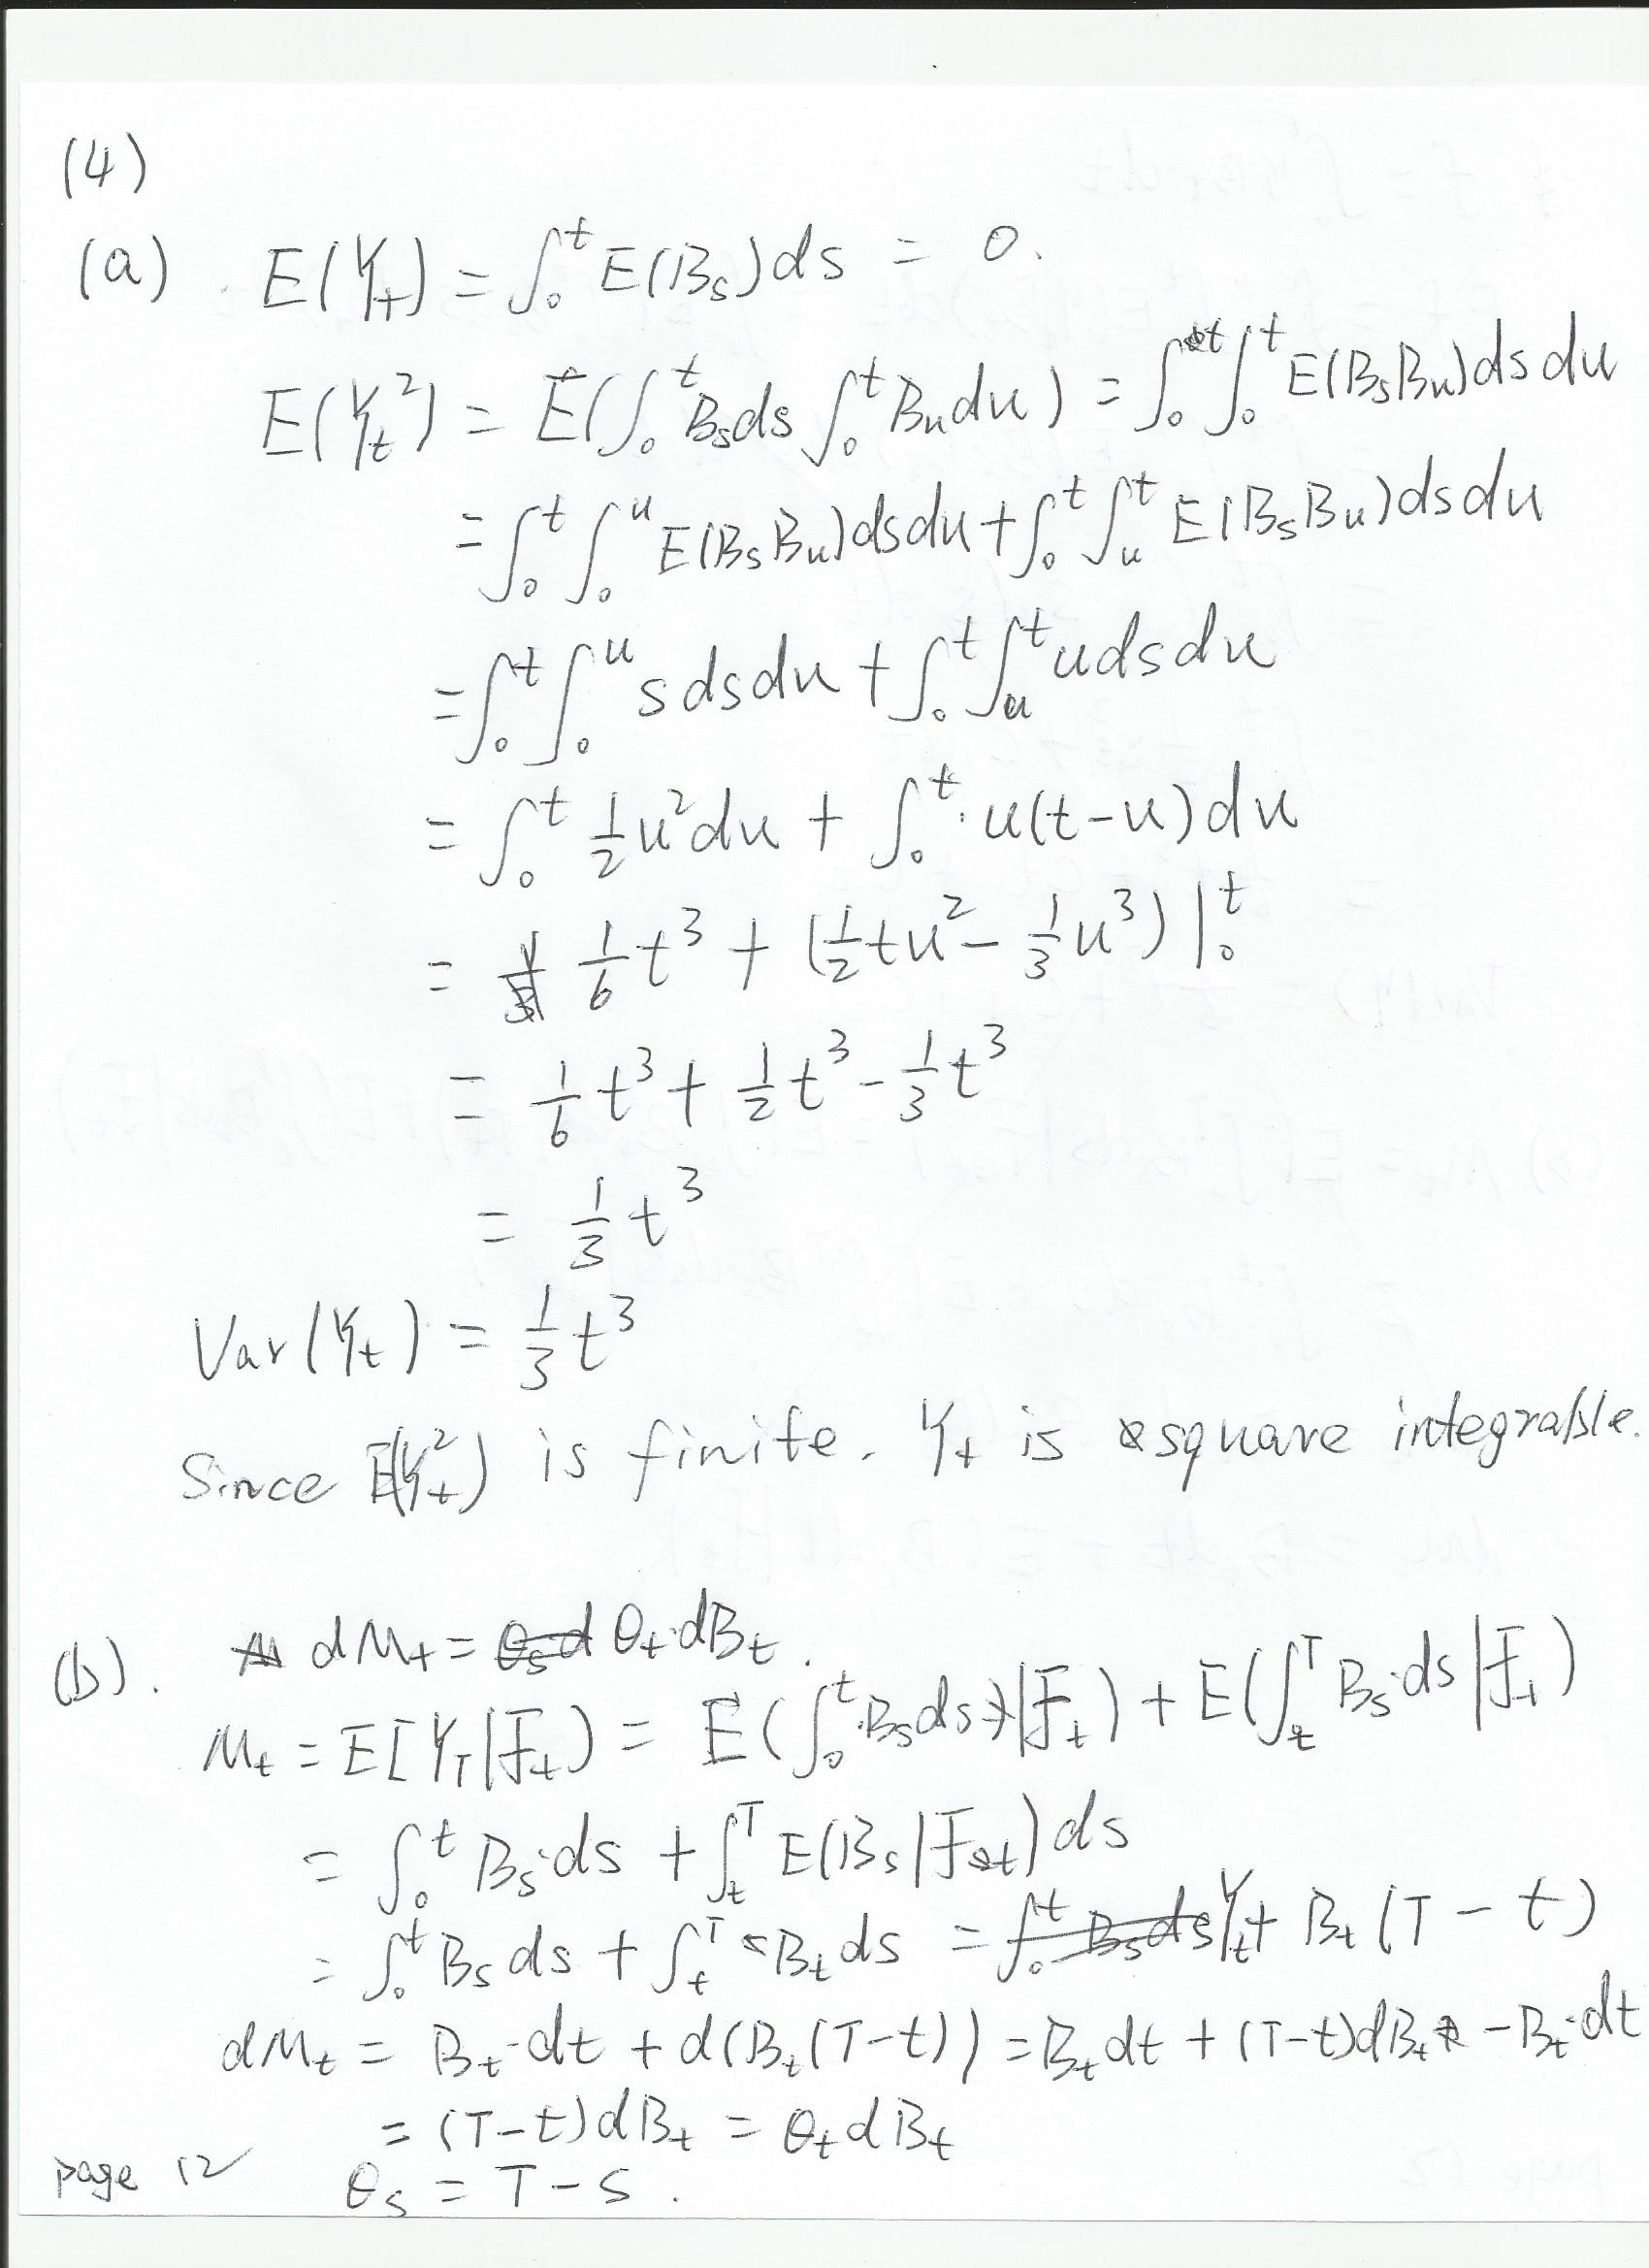 (4)
(a) E(Y_t) = ∫_0^t E(B_s)ds = 0.
E(Y_t^2) = E(∫_0^t B_s ds ∫_0^t B_u du) = ∫_0^t ∫_0^t E(B_s B_u) ds du
= ∫_0^t ∫_0^u E(B_s B_u) ds du + ∫_0^t ∫_u^t E(B_s B_u) ds du
= ∫_0^t ∫_0^u s ds du + ∫_0^t ∫_u^t u ds du
= ∫_0^t 1/2 u^2 du + ∫_0^t u(t-u) du
= 1/6 t^3 + (1/2 t u^2 - 1/3 u^3) |_0^t
= 1/6 t^3 + 1/2 t^3 - 1/3 t^3
= 1/3 t^3
Var(Y_t) = 1/3 t^3
Since E(Y_t^2) is finite. Y_t is square integrable.
(b). dM_t = θ_t·dB_t.
M_t = E[Y_T|F_t) = E(∫_0^t B_s ds|F_t) + E(∫_t^T B_s·ds|F_t)
= ∫_0^t B_s·ds + ∫_t^T E(B_s|F_t)ds
= ∫_0^t B_s ds + ∫_t^T B_t ds = Y_t + B_t(T-t)
dM_t = B_t·dt + d(B_t(T-t)) = B_t dt + (T-t)dB_t - B_t·dt
= (T-t)dB_t = θ_t dB_t
θ_s = T-s.
page 12